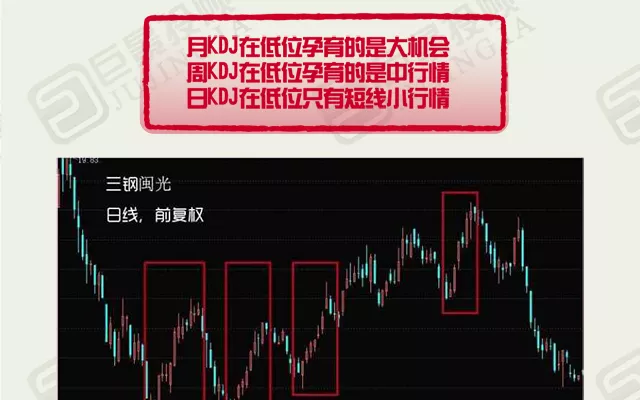 月KDJ在低位孕育的是大机会
周KDJ在低位孕育的是中行情
日KDJ在低位只有短线小行情
19.83
三钢闽光
日线，前复权